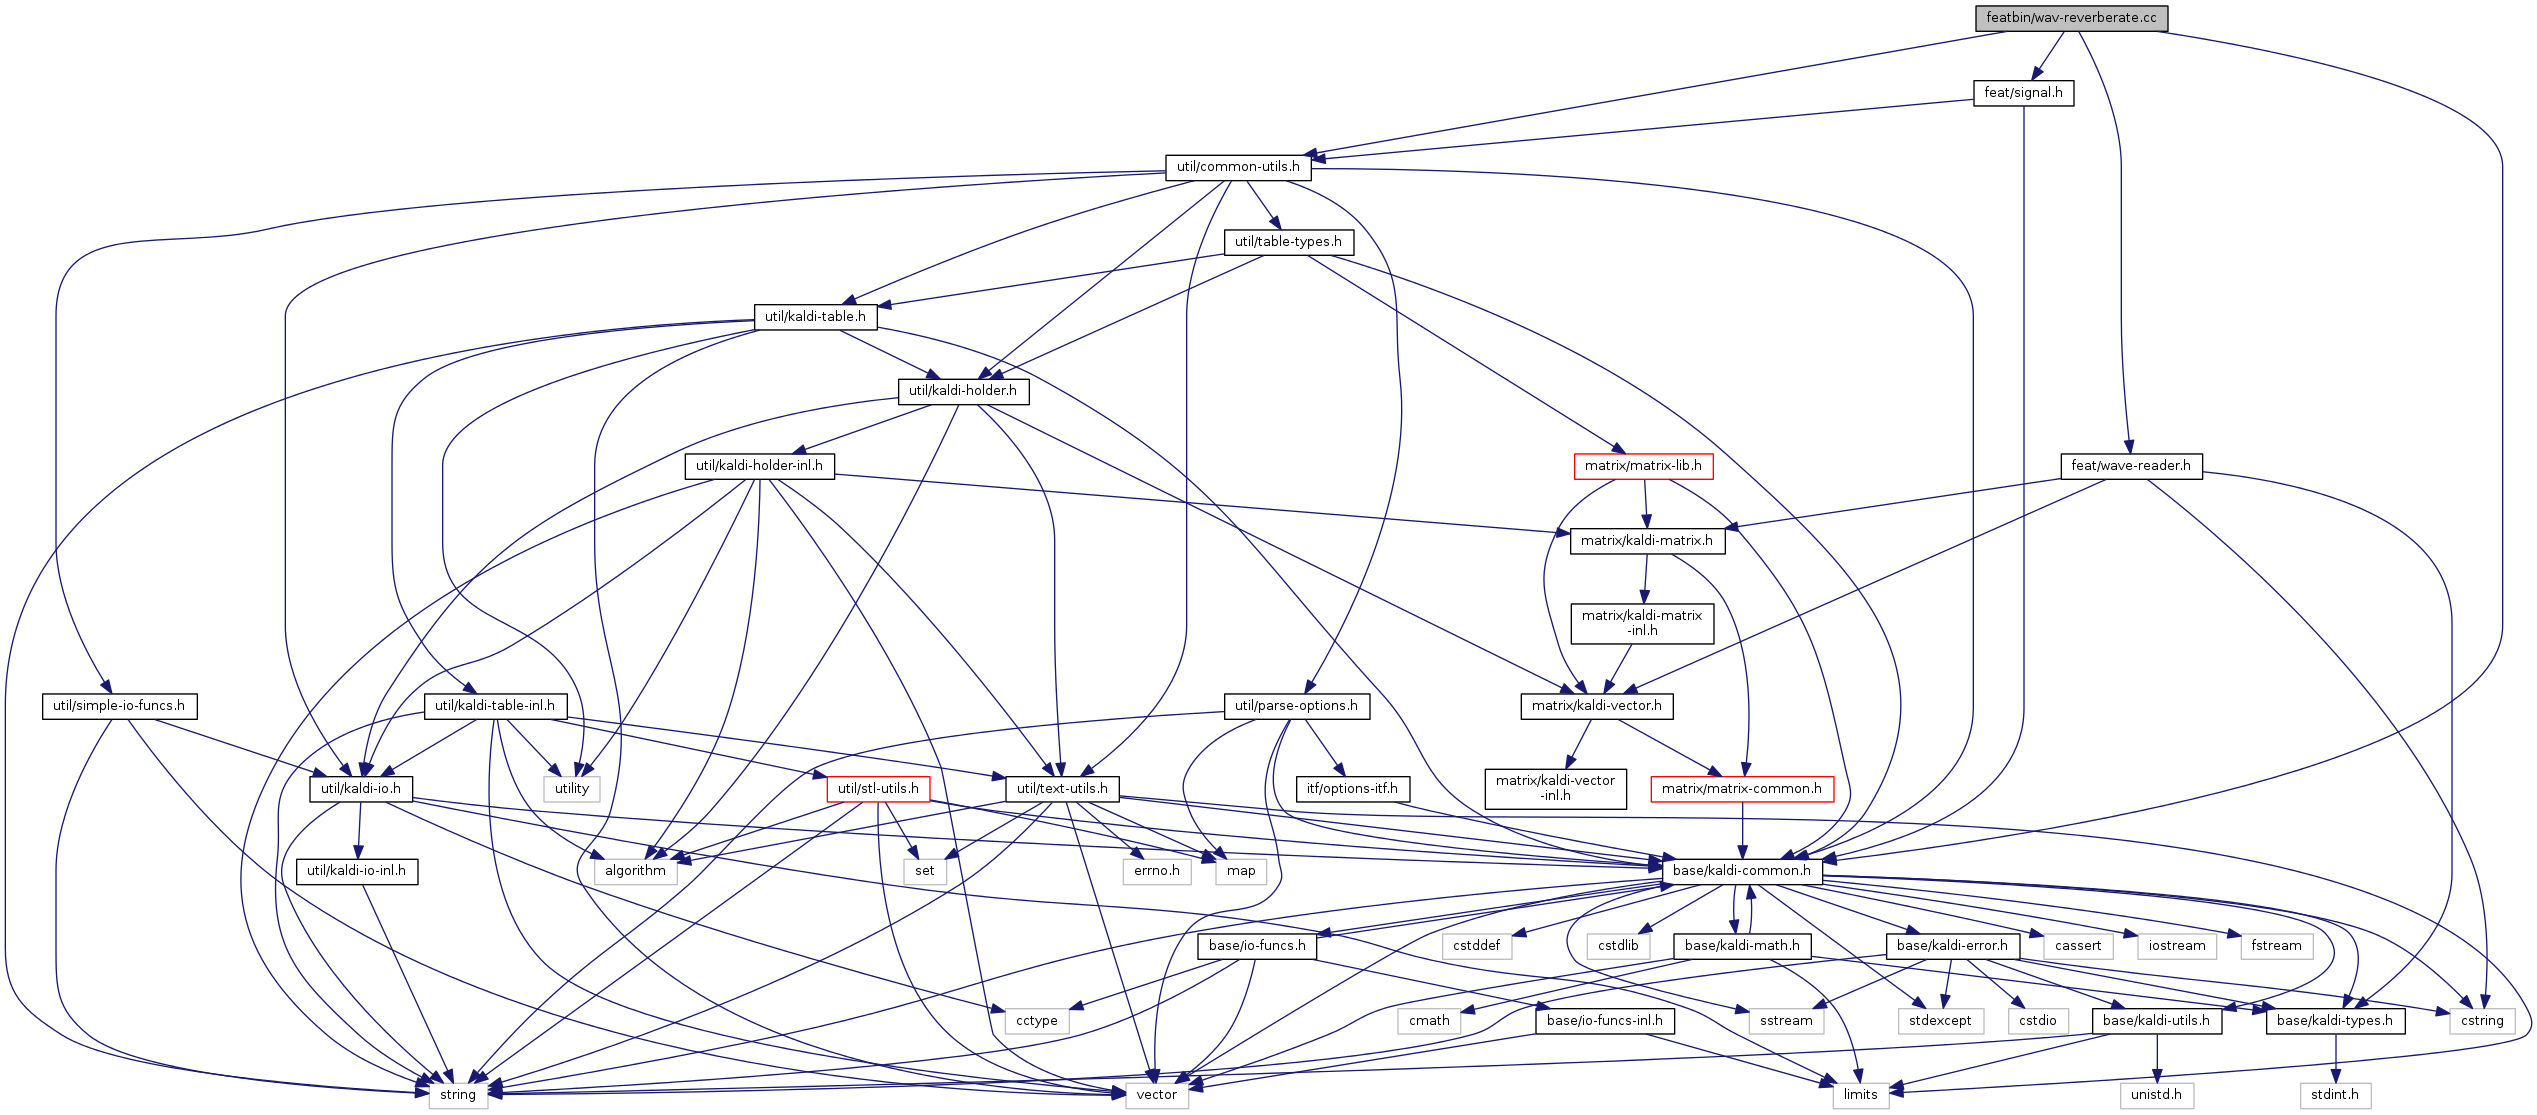 featbin/wav-reverberate.cc
feat/signal.h
util/common-utils.h
util/table-types.h
util/kaldi-table.h
util/kaldi-holder.h
util/kaldi-holder-inl.h
matrix/matrix-lib.h
feat/wave-reader.h
matrix/kaldi-matrix.h
matrix/kaldi-matrix
-inl.h
util/simple-io-funcs.h
util/kaldi-table-inl.h
util/parse-options.h
matrix/kaldi-vector.h
util/kaldi-io.h
utility
util/stl-utils.h
util/text-utils.h
itf/options-itf.h
matrix/kaldi-vector
-inl.h
matrix/matrix-common.h
util/kaldi-io-inl.h
algorithm
set
errno.h
map
base/kaldi-common.h
base/io-funcs.h
cstddef
cstdlib
base/kaldi-math.h
base/kaldi-error.h
cassert
iostream
fstream
cctype
cmath
base/io-funcs-inl.h
sstream
stdexcept
cstdio
base/kaldi-utils.h
base/kaldi-types.h
cstring
string
vector
limits
unistd.h
stdint.h